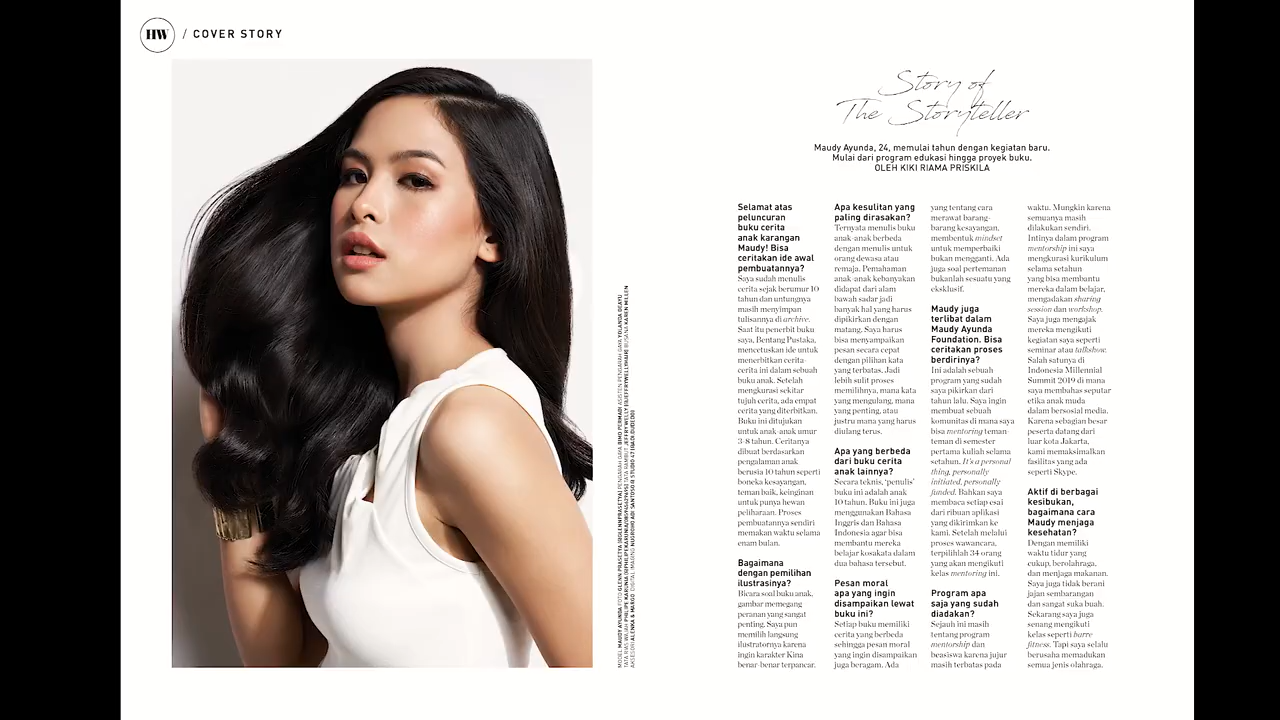 HW / COVER STORY
Story of
The Storyteller
Maudy Ayunda, 24, memulai tahun dengan kegiatan baru.
Mulai dari program edukasi hingga proyek buku.
OLEH KIKI RIAMA PRISKILA
Selamat atas
peluncuran
buku cerita
anak karangan
Maudy! Bisa
ceritakan ide awal
pembuatannya?
Saya sudah menulis
cerita sejak berumur 10
tahun dan untungnya
masih menyimpan
tulisannya di archive.
Saat itu penerbit buku
saya, Bentang Pustaka,
mencetuskan ide untuk
menerbitkan cerita-
cerita ini dalam sebuah
buku anak. Setelah
mengkurasi sekitar
tujuh cerita, ada empat
cerita yang diterbitkan.
Buku ini ditujukan
untuk anak-anak umur
3-8 tahun. Ceritanya
dibuat berdasarkan
pengalaman anak
berusia 10 tahun seperti
boneka kesayangan,
teman baik, keinginan
untuk punya hewan
peliharaan. Proses
pembuatannya sendiri
memakan waktu selama
enam bulan.
Bagaimana
dengan pemilihan
ilustrasinya?
Bicara soal buku anak,
gambar memegang
peranan yang sangat
penting. Saya pun
memilih langsung
ilustratornya karena
ingin karakter Kina
benar-benar terpancar.
Apa kesulitan yang
paling dirasakan?
Ternyata menulis buku
anak-anak berbeda
dengan menulis untuk
orang dewasa atau
remaja. Pemahaman
anak-anak kebanyakan
didapat dari alam
bawah sadar jadi
banyak hal yang harus
dipikirkan dengan
matang. Saya harus
bisa menyampaikan
pesan secara cepat
dengan pilihan kata
yang terbatas. Jadi
lebih sulit proses
memilihnya, mana kata
yang mengulang, mana
yang penting, atau
justru mana yang harus
diulang terus.
Apa yang berbeda
dari buku cerita
anak lainnya?
Secara teknis, 'penulis'
buku ini adalah anak
10 tahun. Buku ini juga
menggunakan Bahasa
Inggris dan Bahasa
Indonesia agar bisa
membantu mereka
belajar kosakata dalam
dua bahasa tersebut.
Pesan moral
apa yang ingin
disampaikan lewat
buku ini?
Setiap buku memiliki
cerita yang berbeda
sehingga pesan moral
yang ingin disampaikan
juga beragam. Ada
yang tentang cara
merawat barang-
barang kesayangan,
membentuk mindset
untuk memperbaiki
bukan mengganti. Ada
juga soal pertemanan
bukanlah sesuatu yang
eksklusif.
Maudy juga
terlibat dalam
Maudy Ayunda
Foundation. Bisa
ceritakan proses
berdirinya?
Ini adalah sebuah
program yang sudah
saya pikirkan dari
tahun lalu. Saya ingin
membuat sebuah
komunitas di mana saya
bisa mentoring teman-
teman di semester
pertama kuliah selama
setahun. It's a personal
thing, personally
initiated, personally
funded. Bahkan saya
membaca setiap esai
dari ribuan aplikasi
yang dikirimkan ke
kami. Setelah melalui
proses wawancara,
terpilihlah 34 orang
yang akan mengikuti
kelas mentoring ini.
Program apa
saja yang sudah
diadakan?
Sejauh ini masih
tentang program
mentorship dan
beasiswa karena jujur
masih terbatas pada
waktu. Mungkin karena
semuanya masih
dilakukan sendiri.
Intinya dalam program
mentorship ini saya
mengkurasi kurikulum
selama setahun
yang bisa membantu
mereka dalam belajar,
mengadakan sharing
session dan workshop.
Saya juga mengajak
mereka mengikuti
kegiatan saya seperti
seminar atau talkshow.
Salah satunya di
Indonesia Millennial
Summit 2019 di mana
saya membahas seputar
etika anak muda
dalam bersosial media.
Karena sebagian besar
peserta datang dari
luar kota Jakarta,
kami memaksimalkan
fasilitas yang ada
seperti Skype.
Aktif di berbagai
kesibukan,
bagaimana cara
Maudy menjaga
kesehatan?
Dengan memiliki
waktu tidur yang
cukup, berolahraga,
dan menjaga makanan.
Saya juga tidak berani
jajan sembarangan
dan sangat suka buah.
Sekarang saya juga
senang mengikuti
kelas seperti barre
fitness. Tapi saya selalu
berusaha memadukan
semua jenis olahraga.